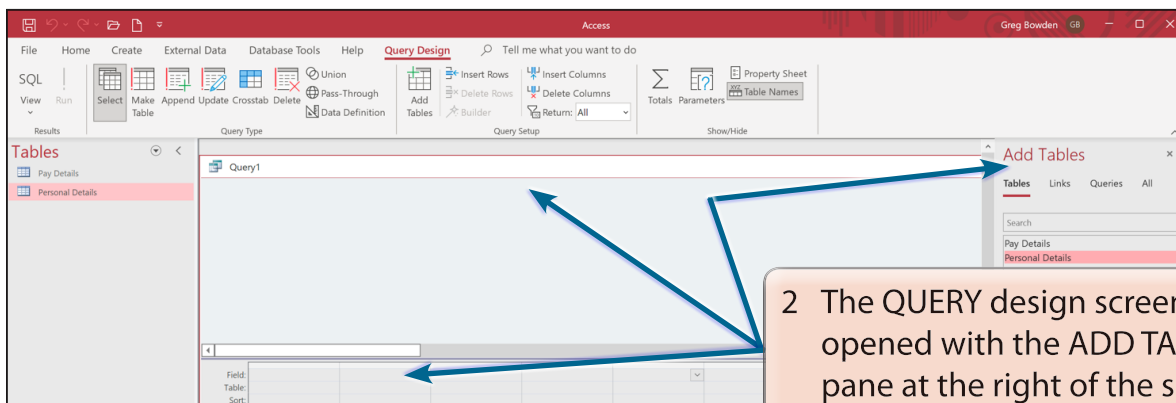 Access
Greg Bowden GB
File Home Create External Data Database Tools Help Query Design Tell me what you want to do
SQL
View Run Select Make Table Append Update Crosstab Delete
Union
Pass-Through
Data Definition
Add Tables
Insert Rows
Delete Rows
Builder
Insert Columns
Delete Columns
Return: All
Totals Parameters
Property Sheet
XYZ Table Names
Results Query Type Query Setup Show/Hide
Tables
Pay Details
Personal Details
Query1
Field:
Table:
Sort:
Add Tables
Tables Links Queries All
Search
Pay Details
Personal Details
2 The QUERY design screen
opened with the ADD TA
pane at the right of the s